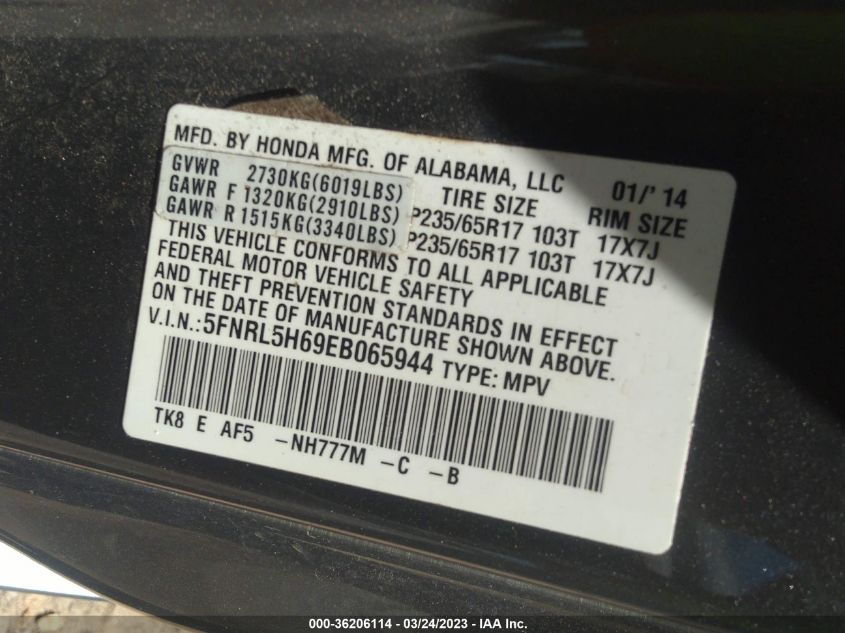 MFD. BY HONDA MFG. OF ALABAMA, LLC 01/' 14
GVWR 2730KG(6019LBS) TIRE SIZE RIM SIZE
GAWR F 1320KG(2910LBS) P235/65R17 103T 17X7J
GAWR R 1515KG(3340LBS) P235/65R17 103T 17X7J
THIS VEHICLE CONFORMS TO ALL APPLICABLE
FEDERAL MOTOR VEHICLE SAFETY
AND THEFT PREVENTION STANDARDS IN EFFECT
ON THE DATE OF MANUFACTURE SHOWN ABOVE.
V.I.N.: 5FNRL5H69EB065944 TYPE: MPV
TK8 E AF5 -NH777M -C -B
000-36206114 - 03/24/2023 - IAA Inc.